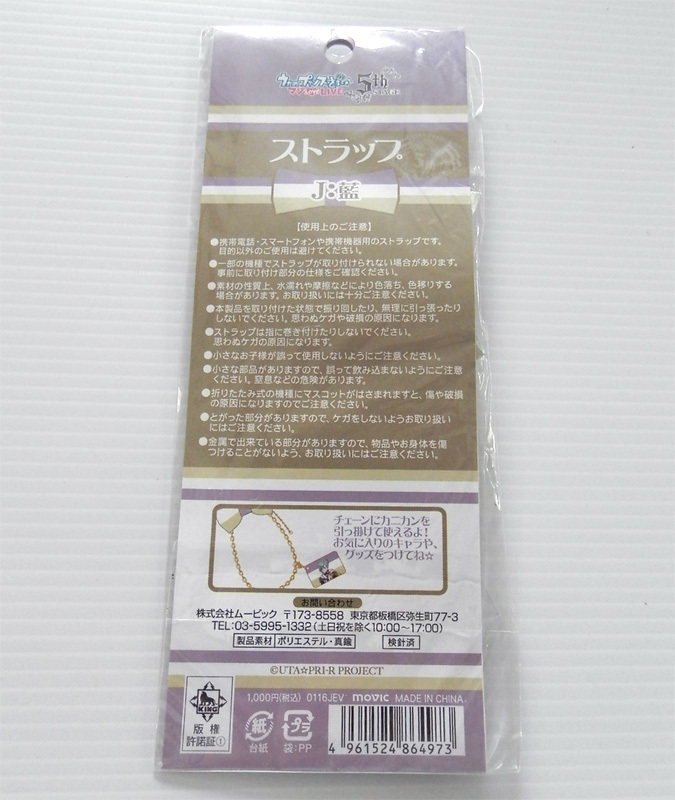 うたの☆プリンスさまっ♪
マジLOVELIVE 5th STAGE
ストラップ
J:藍
【使用上のご注意】
●携帯電話・スマートフォンや携帯機器用のストラップです。
目的以外のご使用は避けてください。
●一部の機種でストラップが取り付けられない場合があります。
事前に取り付け部分の仕様をご確認ください。
●素材の性質上、水濡れや摩擦などにより色落ち、色移りする
場合があります。お取り扱いには十分ご注意ください。
●本製品を取り付けた状態で振り回したり、無理に引っ張ったり
しないでください。思わぬケガや破損の原因になります。
●ストラップは指に巻き付けたりしないでください。
思わぬケガの原因になります。
●小さなお子様が誤って使用しないようにご注意ください。
●小さな部品がありますので、誤って飲み込まないようにご注意
ください。窒息などの危険があります。
●折りたたみ式の機種にマスコットがはさまれますと、傷や破損
の原因になりますのでご注意ください。
●とがった部分がありますので、ケガをしないようお取り扱い
にはご注意ください。
●金属で出来ている部分がありますので、物品やお身体を傷
つけることがないよう、お取り扱いにはご注意ください。
チェーンにカニカンを
引っ掛けて使えるよ!
お気に入りのキャラや、
グッズをつけてね☆
お問い合わせ
株式会社ムービック 〒173-8558 東京都板橋区弥生町77-3
TEL:03-5995-1332(土日祝を除く10:00〜17:00)
製品素材 ポリエステル・真鍮 検針済
©UTA☆PRI-R PROJECT
KING
版権
許諾証①
1,000円(税込) 0116JEV movic MADE IN CHINA
紙
台紙
プラ
袋:PP
4 961524 864973